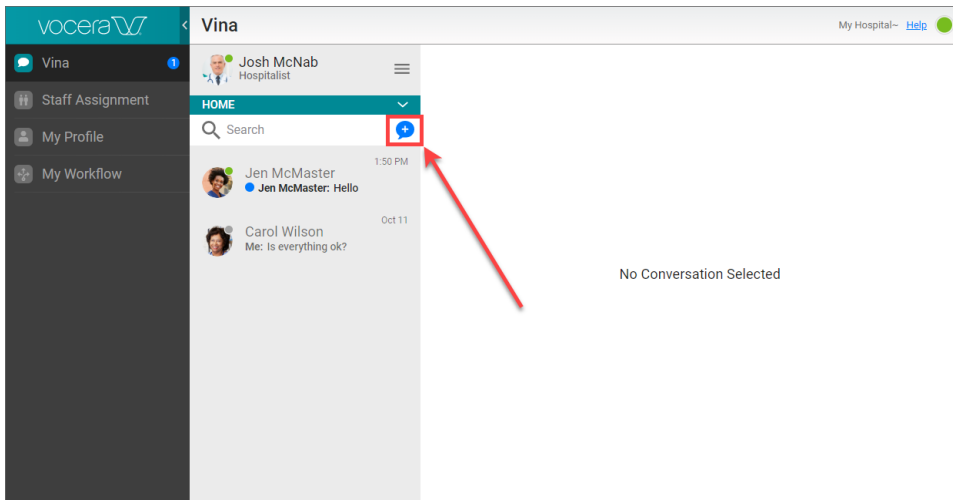 vocera
Vina
My Hospital~ Help
Vina 1
Staff Assignment
My Profile
My Workflow
Josh McNab
Hospitalist
HOME
Search
1:50 PM
Jen McMaster
Jen McMaster: Hello
Oct 11
Carol Wilson
Me: Is everything ok?
No Conversation Selected